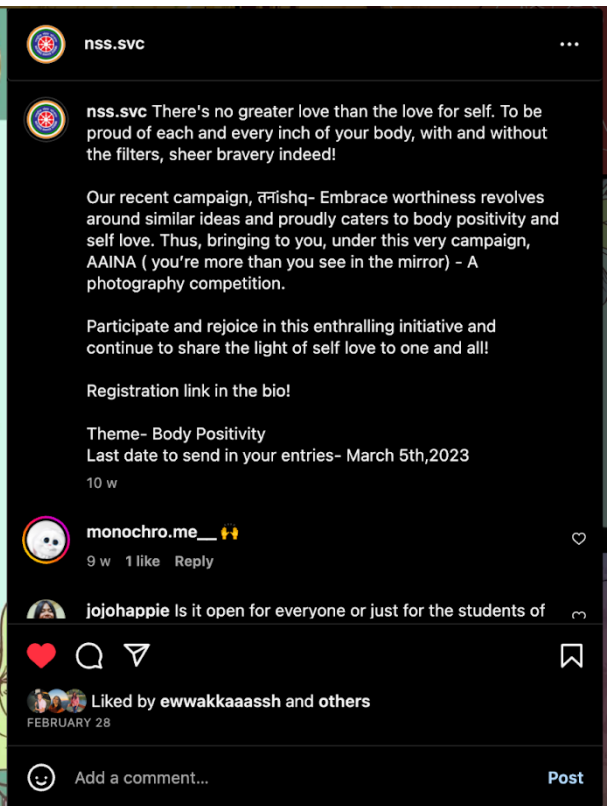 nss.svc
nss.svc There's no greater love than the love for self. To be
proud of each and every inch of your body, with and without
the filters, sheer bravery indeed!
Our recent campaign, तनांshq- Embrace worthiness revolves
around similar ideas and proudly caters to body positivity and
self love. Thus, bringing to you, under this very campaign,
AAINA ( you're more than you see in the mirror) - A
photography competition.
Participate and rejoice in this enthralling initiative and
continue to share the light of self love to one and all!
Registration link in the bio!
Theme- Body Positivity
Last date to send in your entries- March 5th,2023
10 w
monochro.me__ 🙌
9 w 1 like Reply
jojohappie Is it open for everyone or just for the students of
Liked by ewwakkaaassh and others
FEBRUARY 28
Add a comment...
Post